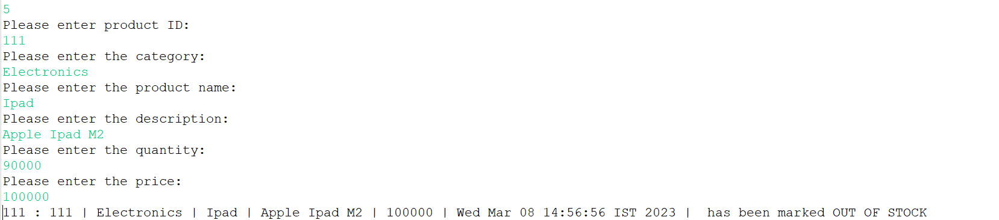 5
Please enter product ID:
111
Please enter the category:
Electronics
Please enter the product name:
Ipad
Please enter the description:
Apple Ipad M2
Please enter the quantity:
90000
Please enter the price:
100000
111 : 111 | Electronics | Ipad | Apple Ipad M2 | 100000 | Wed Mar 08 14:56:56 IST 2023 |  has been marked OUT OF STOCK